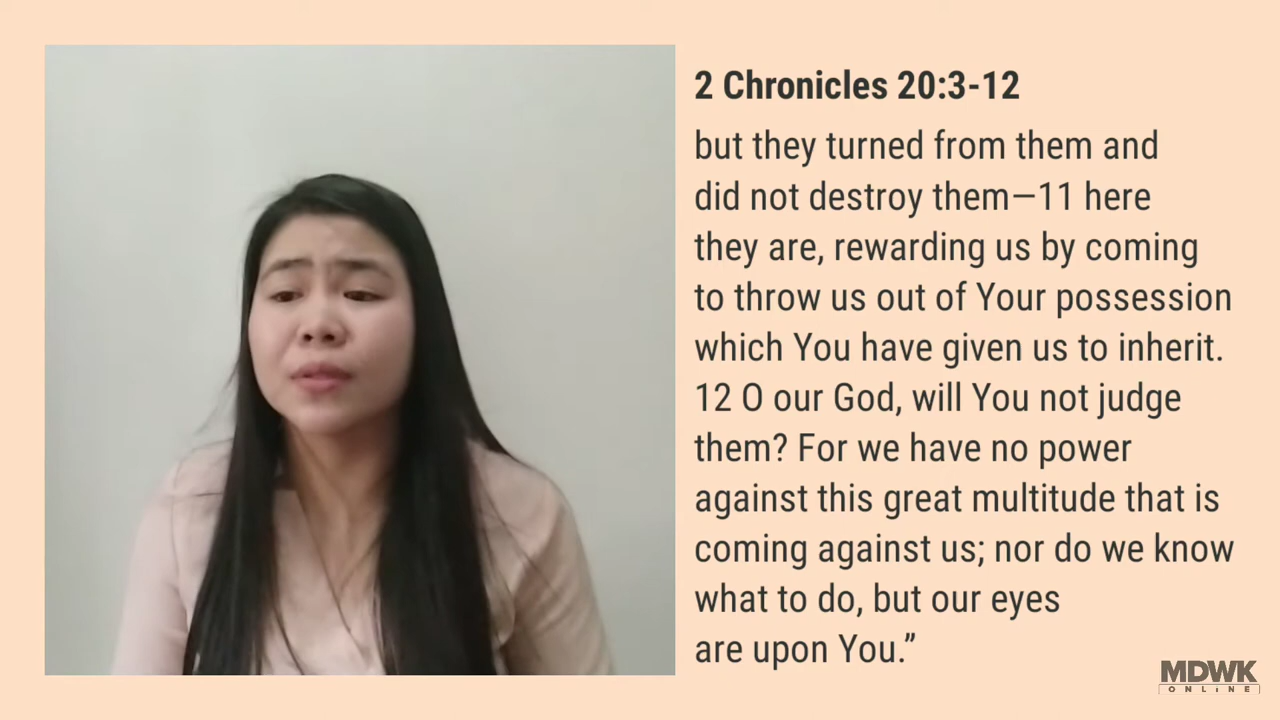 2 Chronicles 20:3-12
but they turned from them and
did not destroy them—11 here
they are, rewarding us by coming
to throw us out of Your possession
which You have given us to inherit.
12 O our God, will You not judge
them? For we have no power
against this great multitude that is
coming against us; nor do we know
what to do, but our eyes
are upon You.”
MDWK
ONLINE